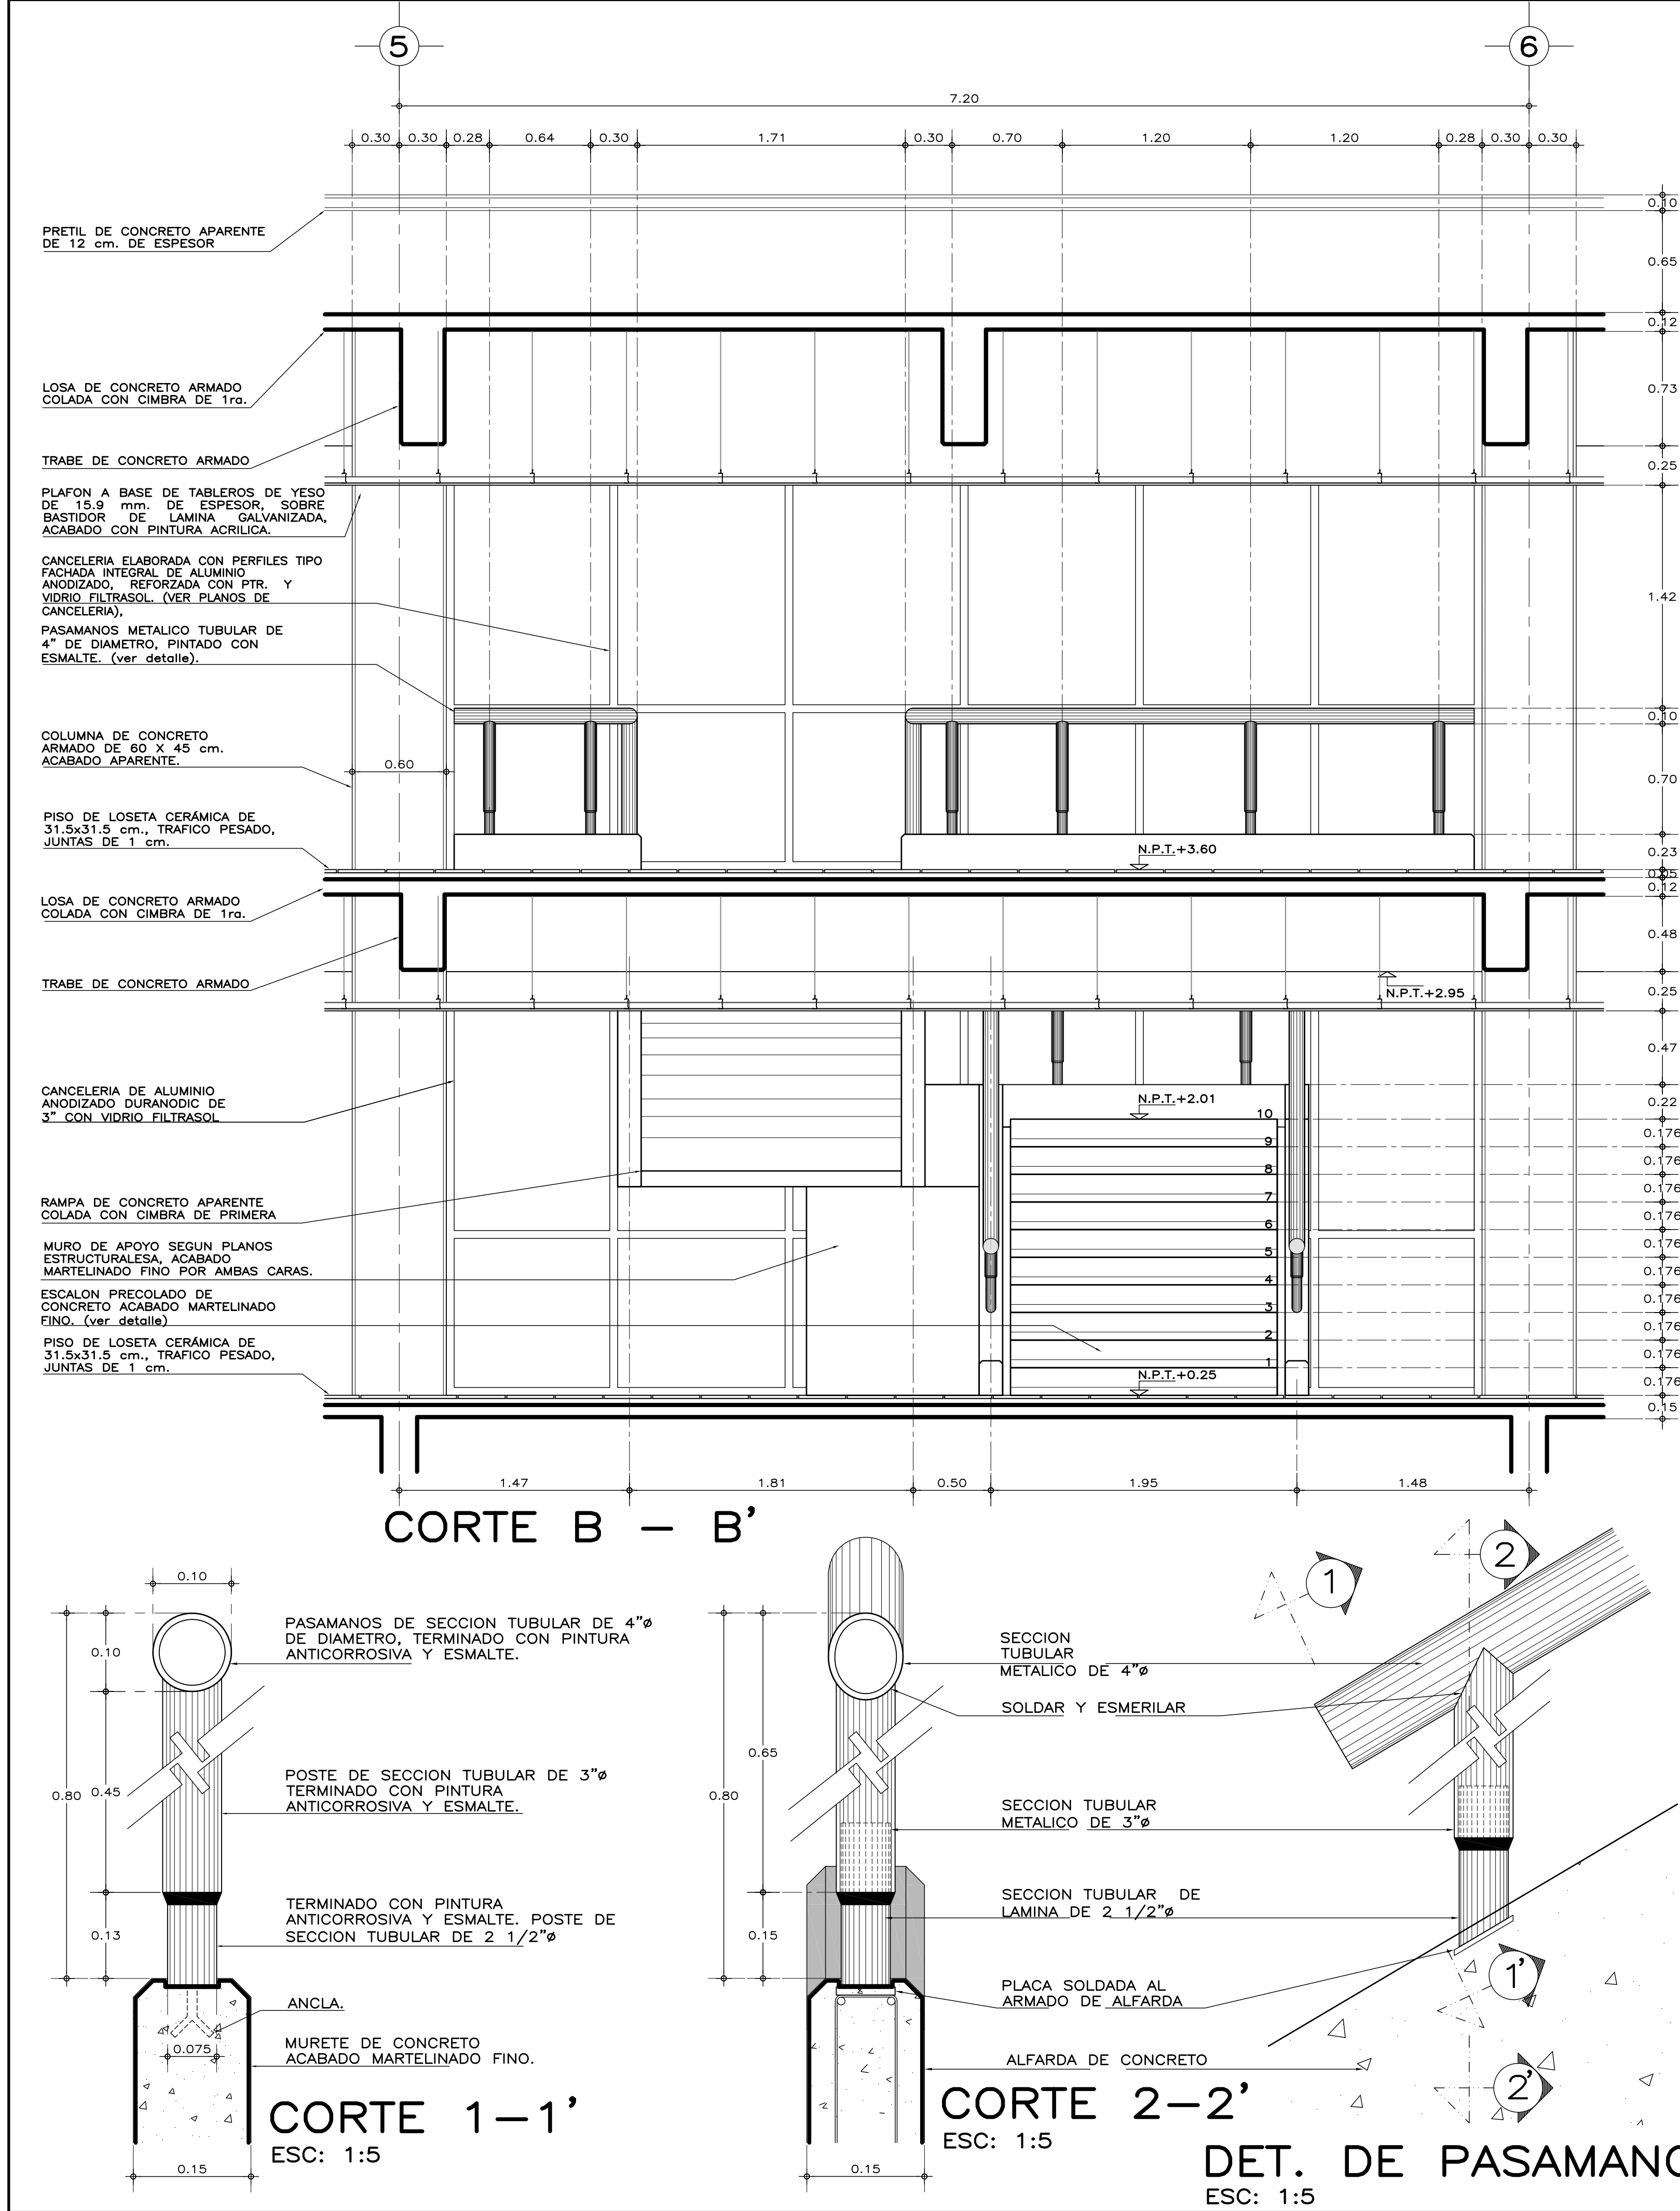 5
6
7.20
0.30
0.30
0.28
0.64
0.30
1.71
0.30
0.70
1.20
1.20
0.28
0.30
0.30
PRETIL DE CONCRETO APARENTE
DE 12 cm. DE ESPESOR
LOSA DE CONCRETO ARMADO
COLADA CON CIMBRA DE 1ra.
TRABE DE CONCRETO ARMADO
PLAFON A BASE DE TABLEROS DE YESO
DE 15.9 mm. DE ESPESOR, SOBRE
BASTIDOR DE LAMINA GALVANIZADA,
ACABADO CON PINTURA ACRILICA.
CANCELERIA ELABORADA CON PERFILES TIPO
FACHADA INTEGRAL DE ALUMINIO
ANODIZADO, REFORZADA CON PTR. Y
VIDRIO FILTRASOL. (VER PLANOS DE
CANCELERIA),
PASAMANOS METALICO TUBULAR DE
4" DE DIAMETRO, PINTADO CON
ESMALTE. (ver detalle).
COLUMNA DE CONCRETO
ARMADO DE 60 X 45 cm.
ACABADO APARENTE.
0.60
PISO DE LOSETA CERÁMICA DE
31.5x31.5 cm., TRAFICO PESADO,
JUNTAS DE 1 cm.
N.P.T.+3.60
LOSA DE CONCRETO ARMADO
COLADA CON CIMBRA DE 1ra.
TRABE DE CONCRETO ARMADO
N.P.T.+2.95
CANCELERIA DE ALUMINIO
ANODIZADO DURANODIC DE
3" CON VIDRIO FILTRASOL
N.P.T.+2.01
10
9
8
7
6
5
4
3
2
1
RAMPA DE CONCRETO APARENTE
COLADA CON CIMBRA DE PRIMERA
MURO DE APOYO SEGUN PLANOS
ESTRUCTURALESA, ACABADO
MARTELINADO FINO POR AMBAS CARAS.
ESCALON PRECOLADO DE
CONCRETO ACABADO MARTELINADO
FINO. (ver detalle)
PISO DE LOSETA CERÁMICA DE
31.5x31.5 cm., TRAFICO PESADO,
JUNTAS DE 1 cm.
N.P.T.+0.25
0.10
0.65
0.12
0.73
0.25
1.42
0.10
0.70
0.23
0.05
0.12
0.48
0.25
0.47
0.22
0.176
0.176
0.176
0.176
0.176
0.176
0.176
0.176
0.176
0.176
0.15
1.47
1.81
0.50
1.95
1.48
CORTE B – B'
0.10
0.10
0.80
0.45
0.13
PASAMANOS DE SECCION TUBULAR DE 4"ø
DE DIAMETRO, TERMINADO CON PINTURA
ANTICORROSIVA Y ESMALTE.
POSTE DE SECCION TUBULAR DE 3"ø
TERMINADO CON PINTURA
ANTICORROSIVA Y ESMALTE.
TERMINADO CON PINTURA
ANTICORROSIVA Y ESMALTE. POSTE DE
SECCION TUBULAR DE 2 1/2"ø
ANCLA.
0.075
MURETE DE CONCRETO
ACABADO MARTELINADO FINO.
0.15
CORTE 1–1'
ESC: 1:5
0.80
0.65
0.15
SECCION
TUBULAR
METALICO DE 4"ø
SOLDAR Y ESMERILAR
SECCION TUBULAR
METALICO DE 3"ø
SECCION TUBULAR DE
LAMINA DE 2 1/2"ø
PLACA SOLDADA AL
ARMADO DE ALFARDA
ALFARDA DE CONCRETO
0.15
CORTE 2–2'
ESC: 1:5
1
2
1'
2'
DET. DE PASAMANO
ESC: 1:5